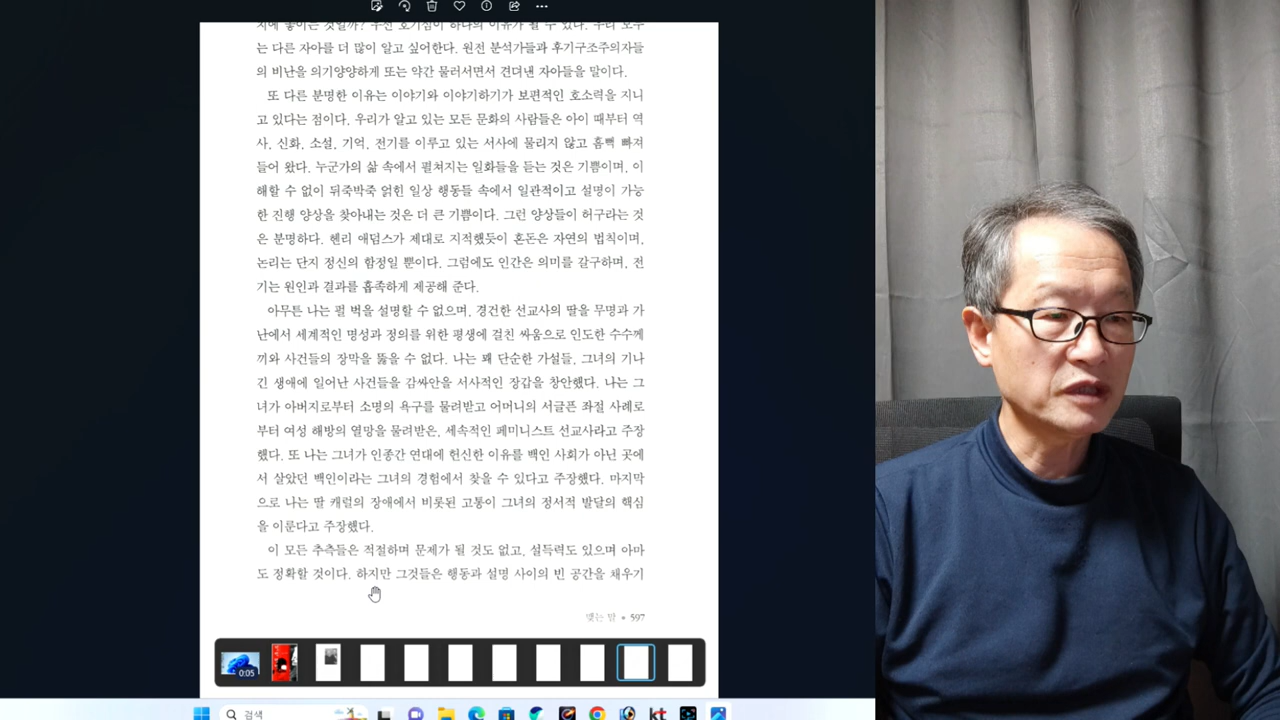 지에 놓이는 것일까? 우선 호기심이 하나의 이유가 될 수 있다. 우리 모두
는 다른 자아를 더 많이 알고 싶어한다. 원전 분석가들과 후기구조주의자들
의 비난을 의기양양하게 또는 약간 물러서면서 견뎌낸 자아들을 말이다.
또 다른 분명한 이유는 이야기와 이야기하기가 보편적인 호소력을 지니
고 있다는 점이다. 우리가 알고 있는 모든 문화의 사람들은 아이 때부터 역
사, 신화, 소설, 기억, 전기를 이루고 있는 서사에 물리지 않고 흠뻑 빠져
들어 왔다. 누군가의 삶 속에서 펼쳐지는 일화들을 듣는 것은 기쁨이며, 이
해할 수 없이 뒤죽박죽 얽힌 일상 행동들 속에서 일관적이고 설명이 가능
한 진행 양상을 찾아내는 것은 더 큰 기쁨이다. 그런 양상들이 허구라는 것
은 분명하다. 헨리 애덤스가 제대로 지적했듯이 혼돈은 자연의 법칙이며,
논리는 단지 정신의 함정일 뿐이다. 그럼에도 인간은 의미를 갈구하며, 전
기는 원인과 결과를 흡족하게 제공해 준다.
아무튼 나는 펄 벅을 설명할 수 없으며, 경건한 선교사의 딸을 무명과 가
난에서 세계적인 명성과 정의를 위한 평생에 걸친 싸움으로 인도한 수수께
끼와 사건들의 장막을 뚫을 수 없다. 나는 꽤 단순한 가설들, 그녀의 기나
긴 생애에 일어난 사건들을 감싸안을 서사적인 장갑을 창안했다. 나는 그
녀가 아버지로부터 소명의 욕구를 물려받고 어머니의 서글픈 좌절 사례로
부터 여성 해방의 열망을 물려받은, 세속적인 페미니스트 선교사라고 주장
했다. 또 나는 그녀가 인종간 연대에 헌신한 이유를 백인 사회가 아닌 곳에
서 살았던 백인이라는 그녀의 경험에서 찾을 수 있다고 주장했다. 마지막
으로 나는 딸 캐럴의 장애에서 비롯된 고통이 그녀의 정서적 발달의 핵심
을 이룬다고 주장했다.
이 모든 추측들은 적절하며 문제가 될 것도 없고, 설득력도 있으며 아마
도 정확할 것이다. 하지만 그것들은 행동과 설명 사이의 빈 공간을 채우기
맺는 말 • 597
0:05
검색
kt